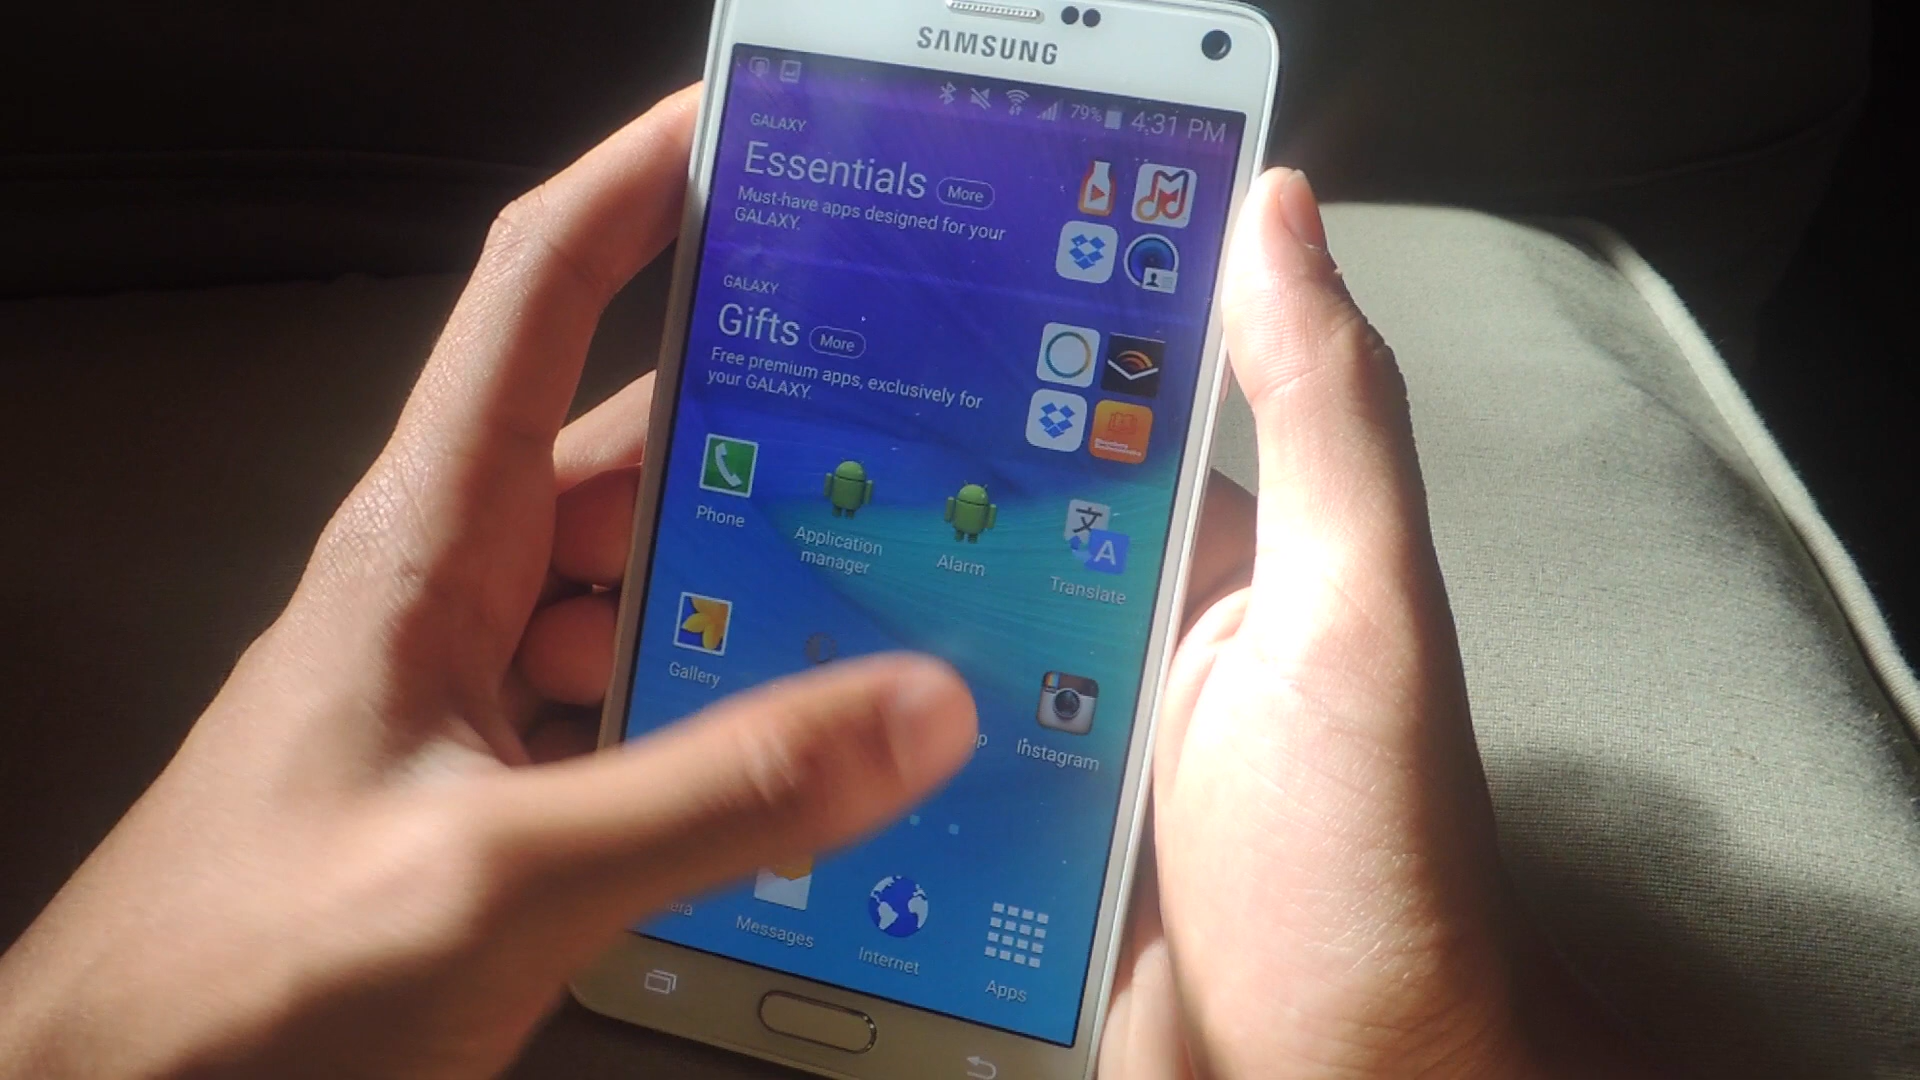 SAMSUNG
79% 4:31 PM
GALAXY
Essentials More
Must-have apps designed for your
GALAXY.
GALAXY
Gifts More
Free premium apps, exclusively for
your GALAXY.
Phone
Application
manager
Alarm
Translate
Gallery
p
Instagram
era
Messages
Internet
Apps